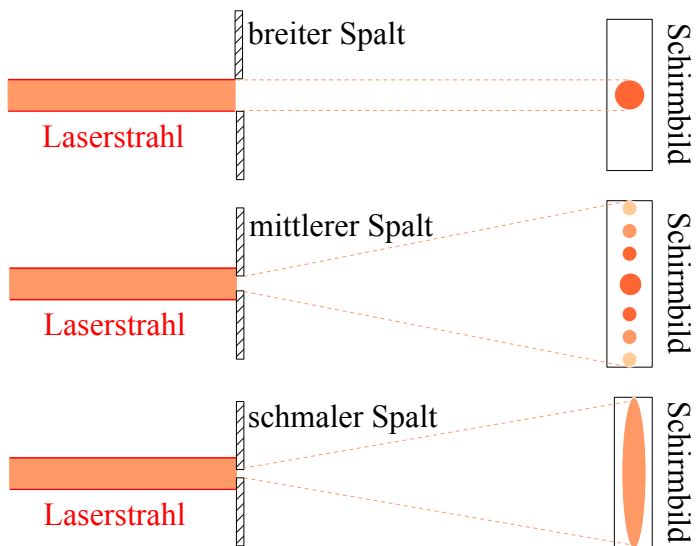 breiter Spalt
Laserstrahl
Schirmbild
mittlerer Spalt
Laserstrahl
Schirmbild
schmaler Spalt
Laserstrahl
Schirmbild